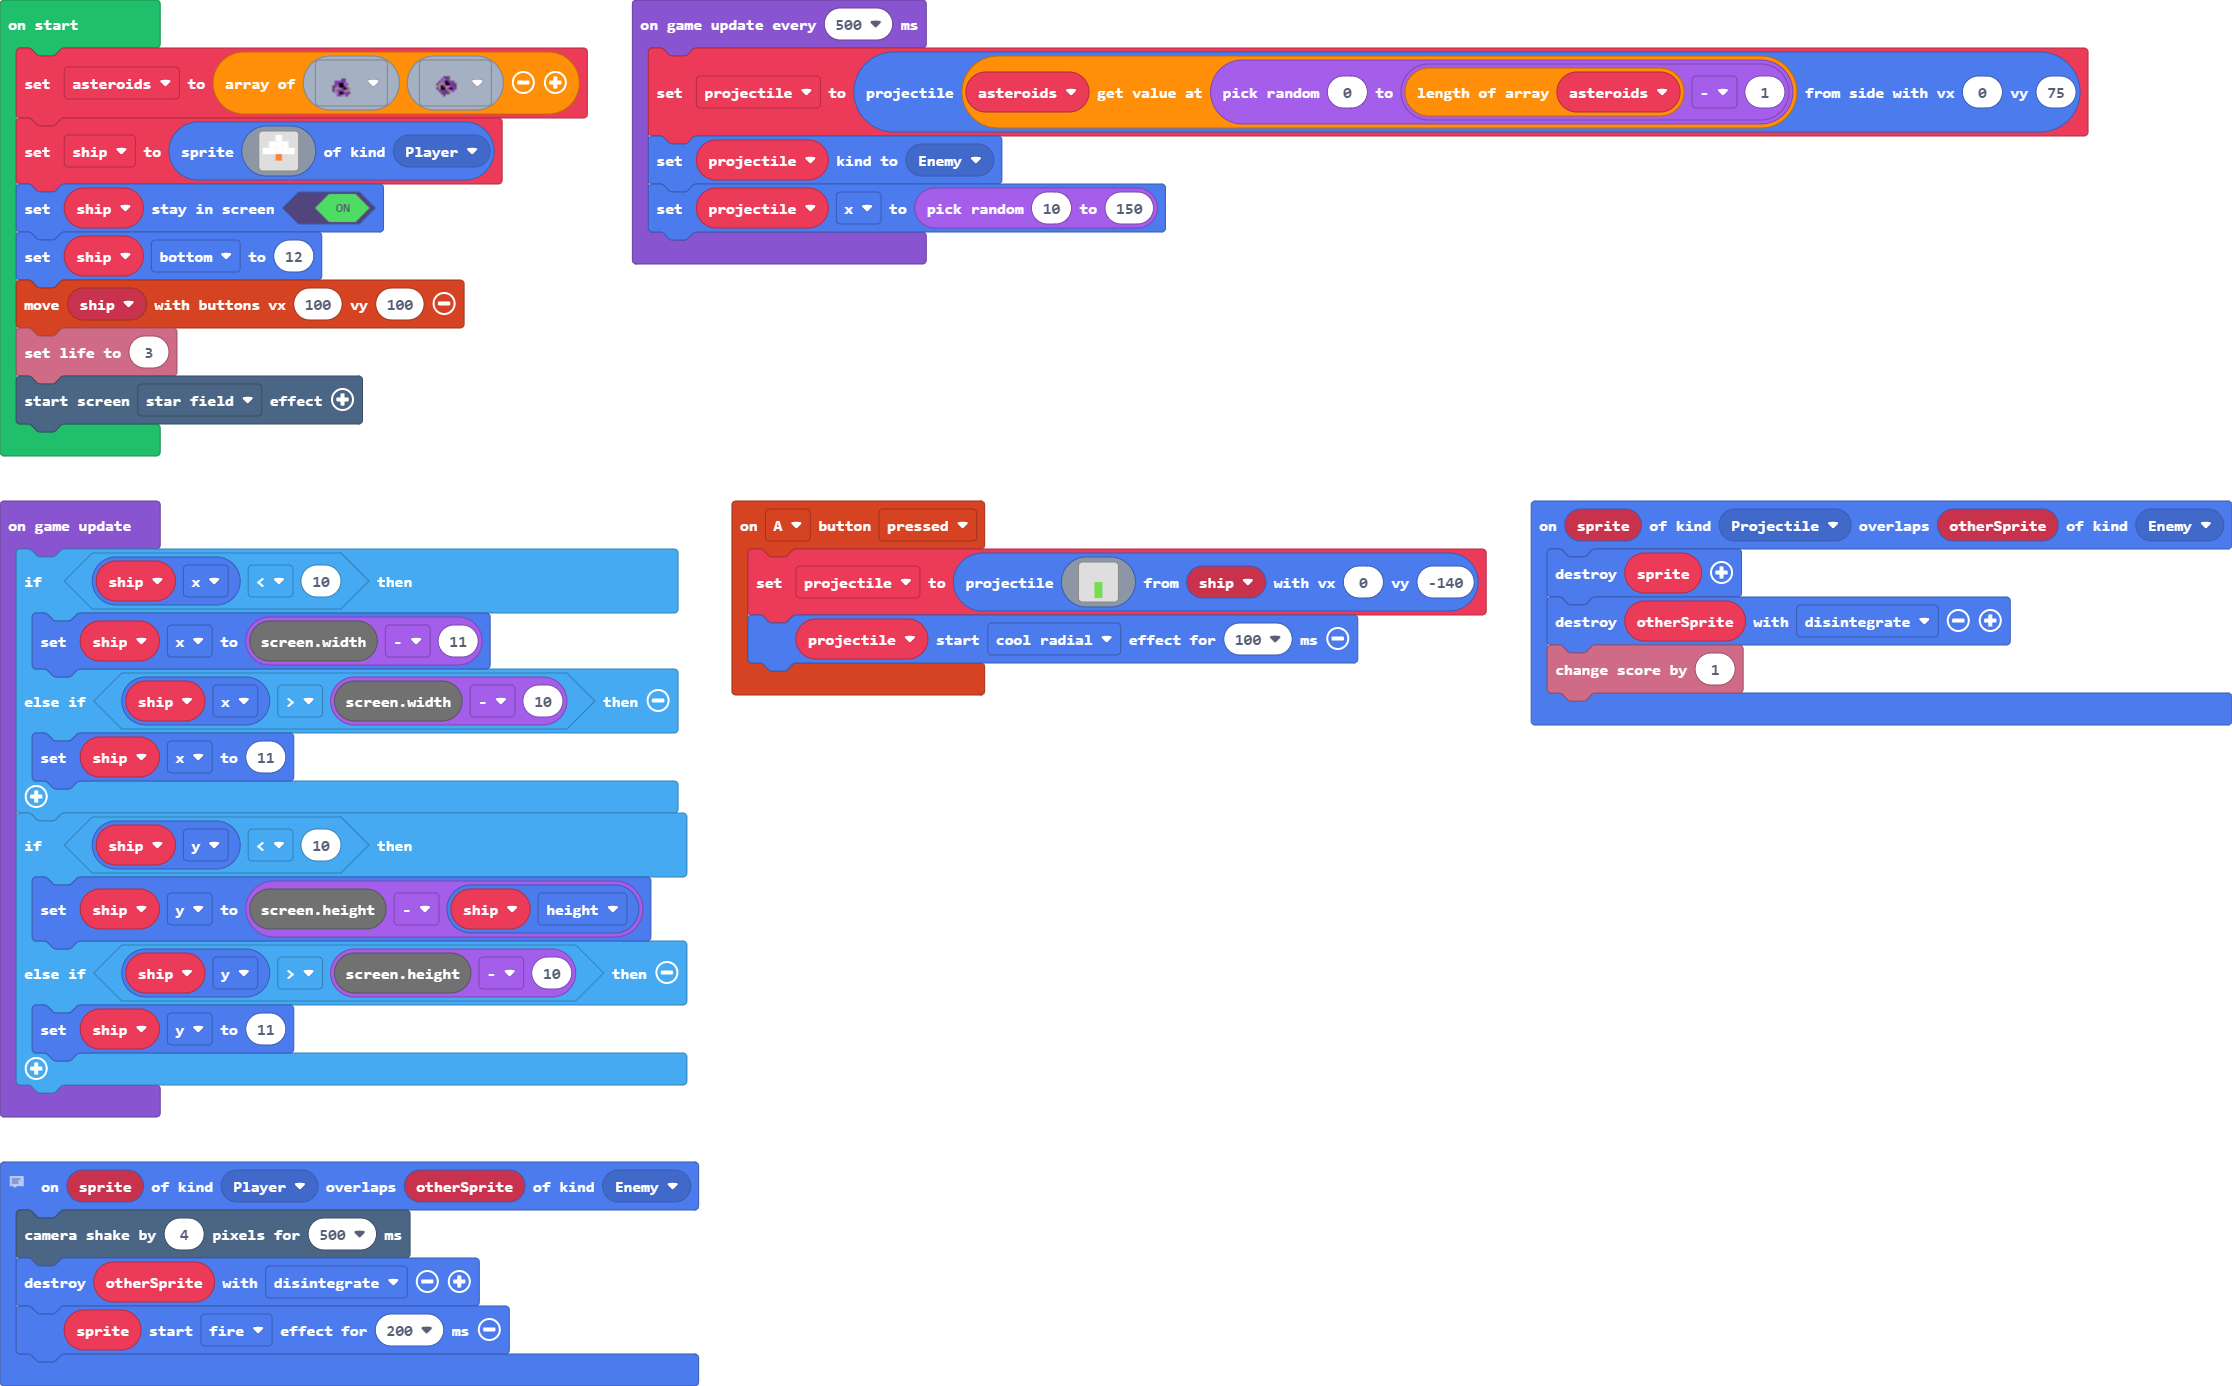 on start
set asteroids to array of
set ship to sprite of kind Player
set ship stay in screen ON
set ship bottom to 12
move ship with buttons vx 100 vy 100
set life to 3
start screen star field effect
on game update every 500 ms
set projectile to projectile asteroids get value at pick random 0 to length of array asteroids - 1 from side with vx 0 vy 75
set projectile kind to Enemy
set projectile x to pick random 10 to 150
on game update
if ship x < 10 then
set ship x to screen.width - 11
else if ship x > screen.width - 10 then
set ship x to 11
if ship y < 10 then
set ship y to screen.height - ship height
else if ship y > screen.height - 10 then
set ship y to 11
on A button pressed
set projectile to projectile from ship with vx 0 vy -140
projectile start cool radial effect for 100 ms
on sprite of kind Projectile overlaps otherSprite of kind Enemy
destroy sprite
destroy otherSprite with disintegrate
change score by 1
on sprite of kind Player overlaps otherSprite of kind Enemy
camera shake by 4 pixels for 500 ms
destroy otherSprite with disintegrate
sprite start fire effect for 200 ms